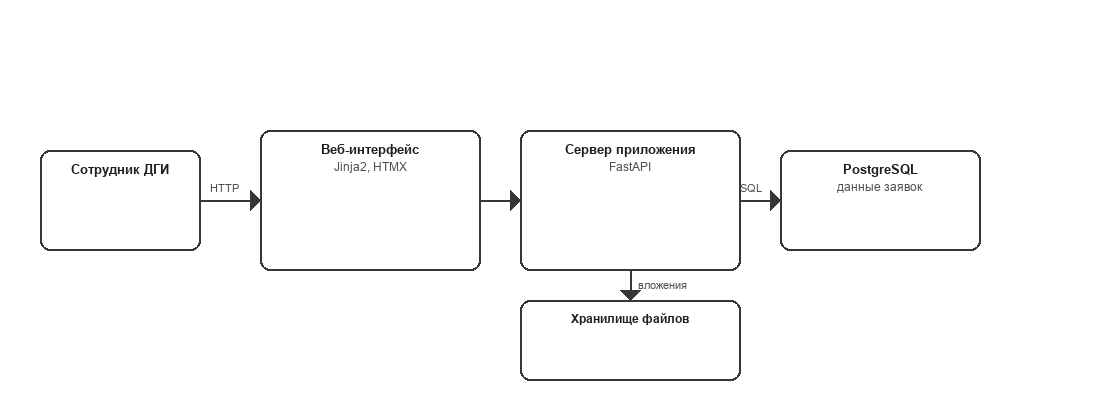 Сотрудник ДГИ
HTTP
Веб-интерфейс
Jinja2, HTMX
Сервер приложения
FastAPI
SQL
PostgreSQL
данные заявок
вложения
Хранилище файлов